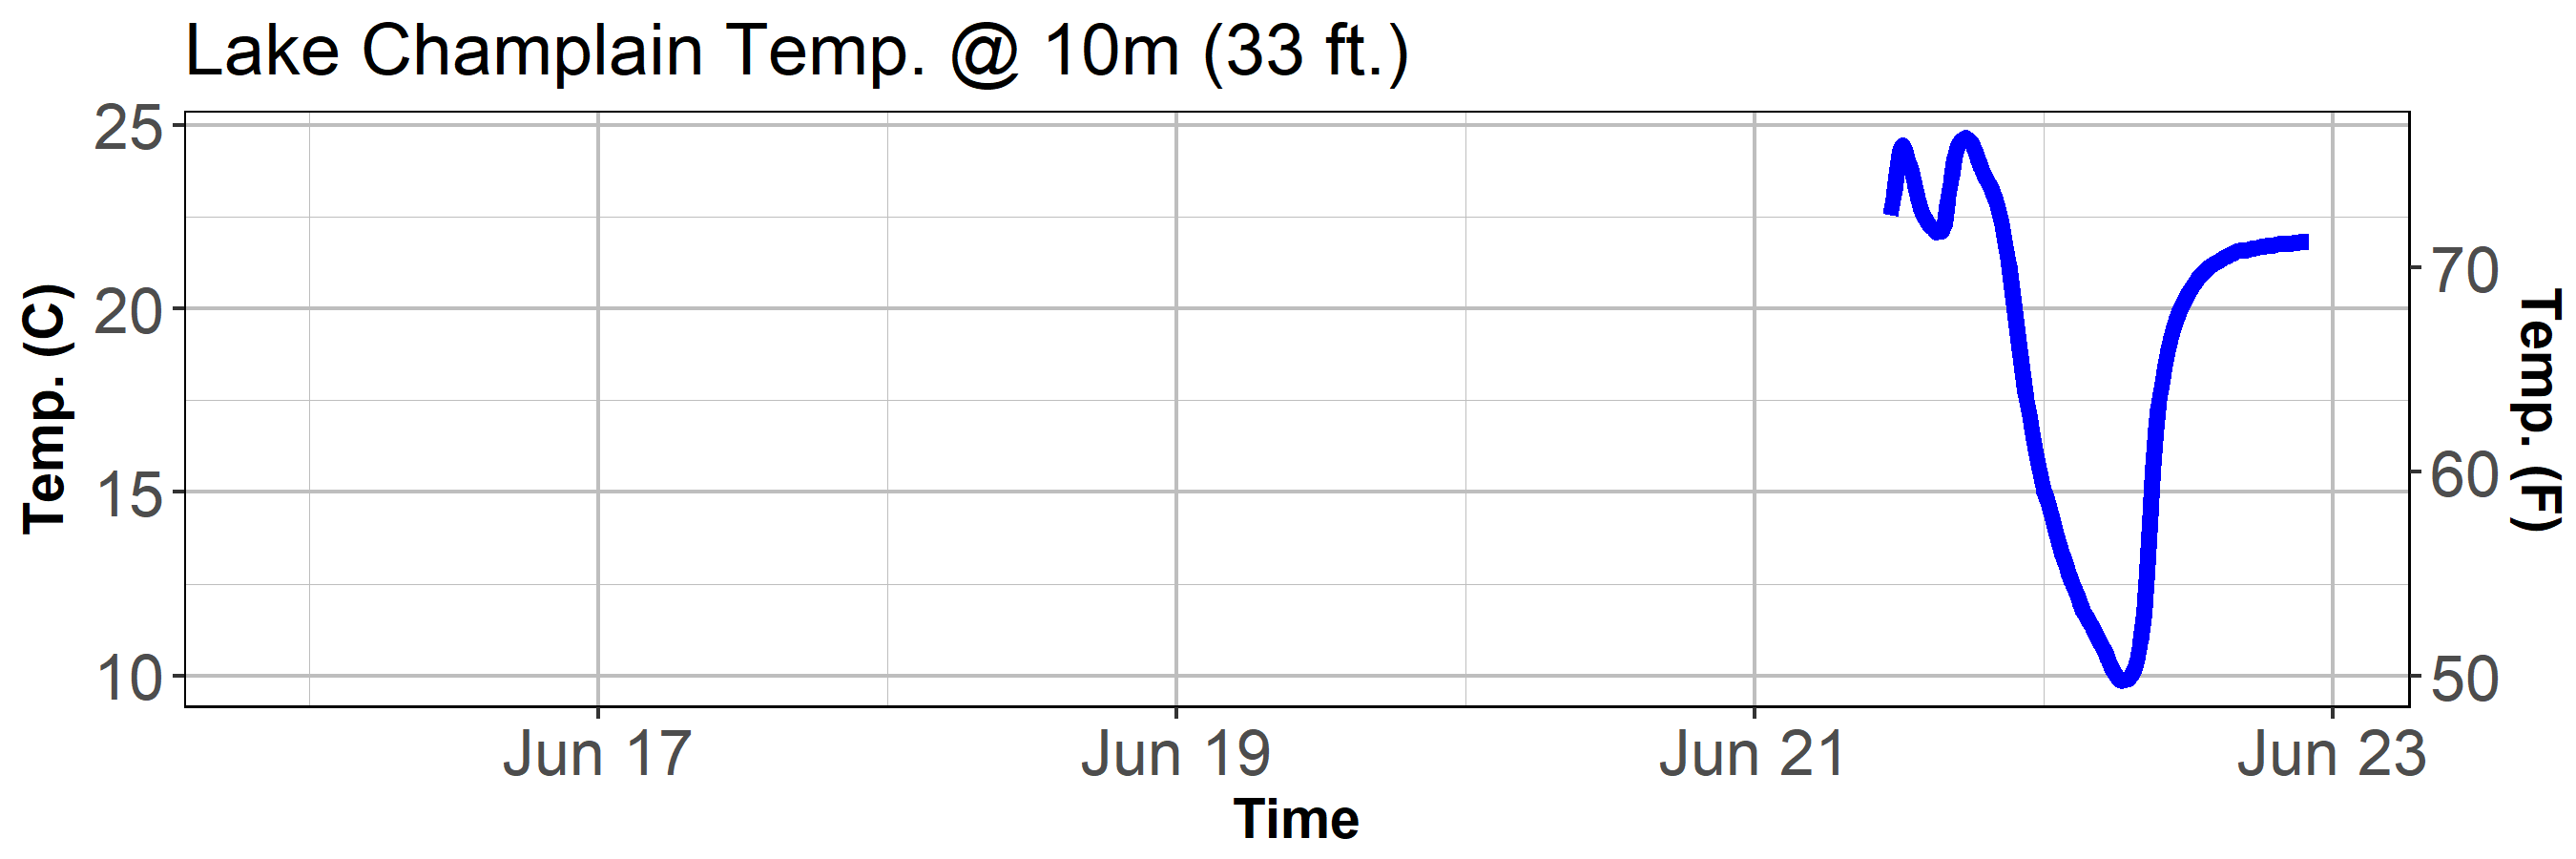 Lake Champlain Temp. @ 10m (33 ft.)
25
20
15
10
Temp. (C)
70
60
50
Temp. (F)
Jun 17
Jun 19
Jun 21
Jun 23
Time